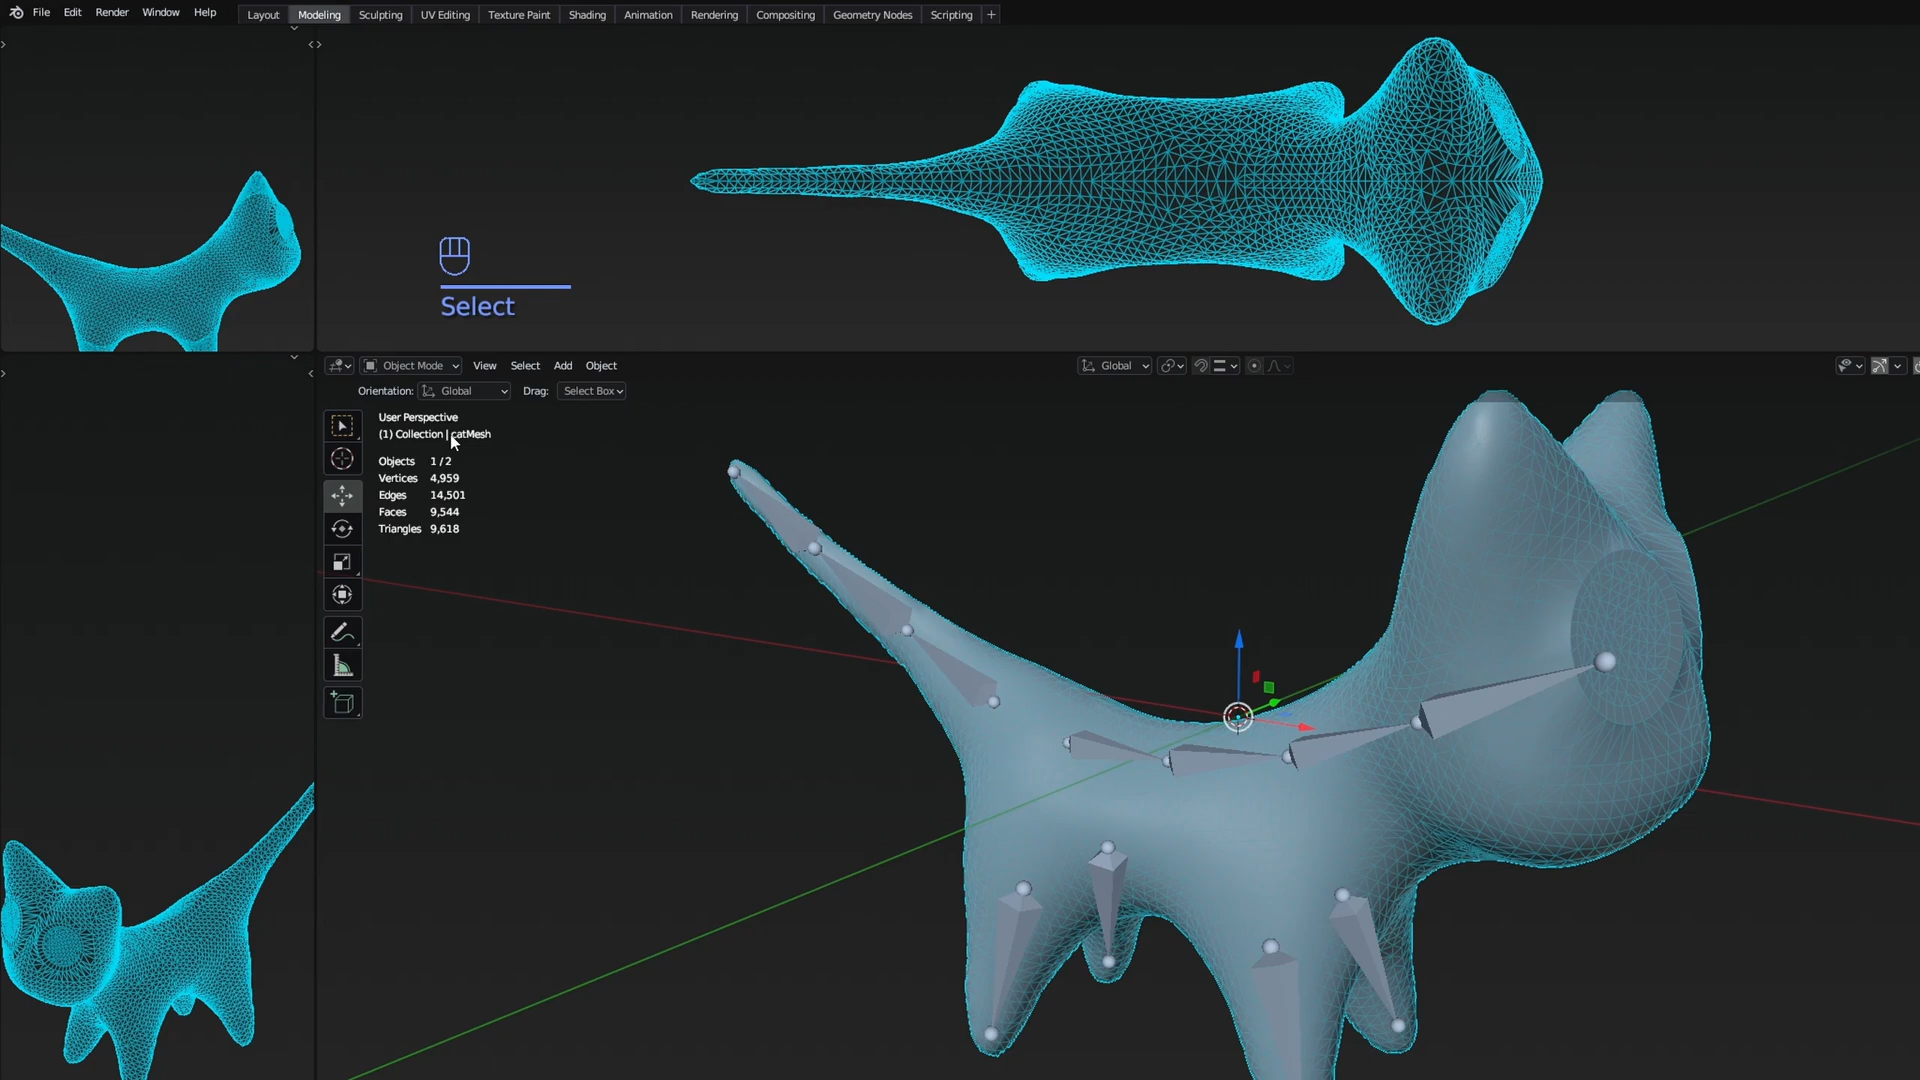 File Edit Render Window Help Layout Modeling Sculpting UV Editing Texture Paint Shading Animation Rendering Compositing Geometry Nodes Scripting +
Select
Object Mode View Select Add Object Global
Orientation: Global Drag: Select Box
User Perspective
(1) Collection | catMesh
Objects 1 / 2
Vertices 4,959
Edges 14,501
Faces 9,544
Triangles 9,618